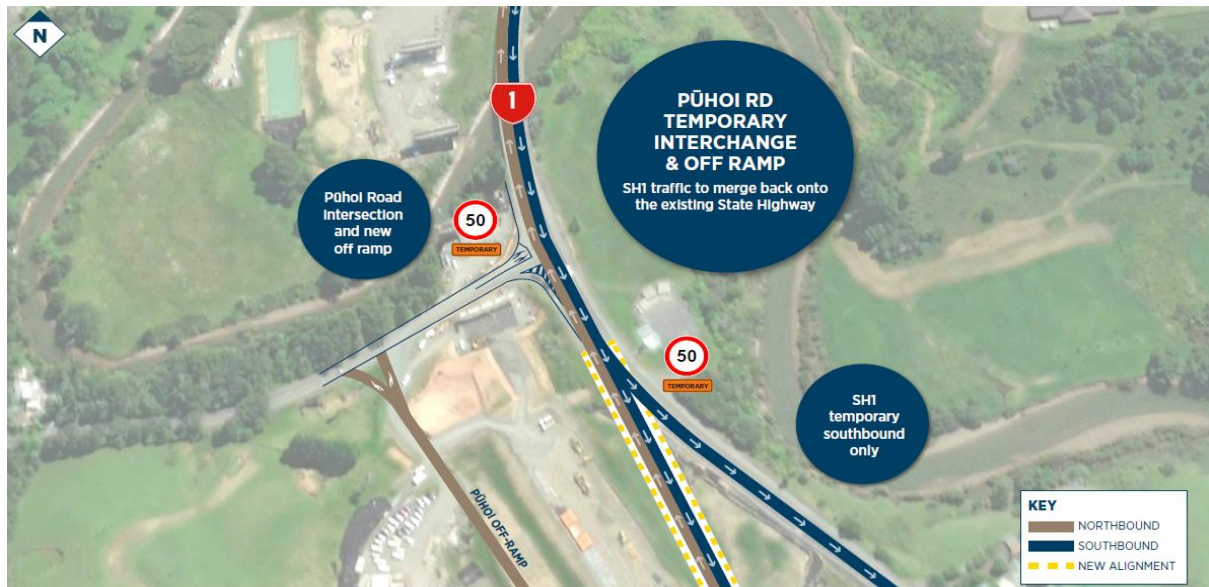 N
1
PŪHOI RD
TEMPORARY
INTERCHANGE
& OFF RAMP
SH1 traffic to merge back onto
the existing State Highway
Pūhoi Road
intersection
and new
off ramp
50
TEMPORARY
50
TEMPORARY
SH1
temporary
southbound
only
PŪHOI OFF-RAMP
KEY
NORTHBOUND
SOUTHBOUND
NEW ALIGNMENT